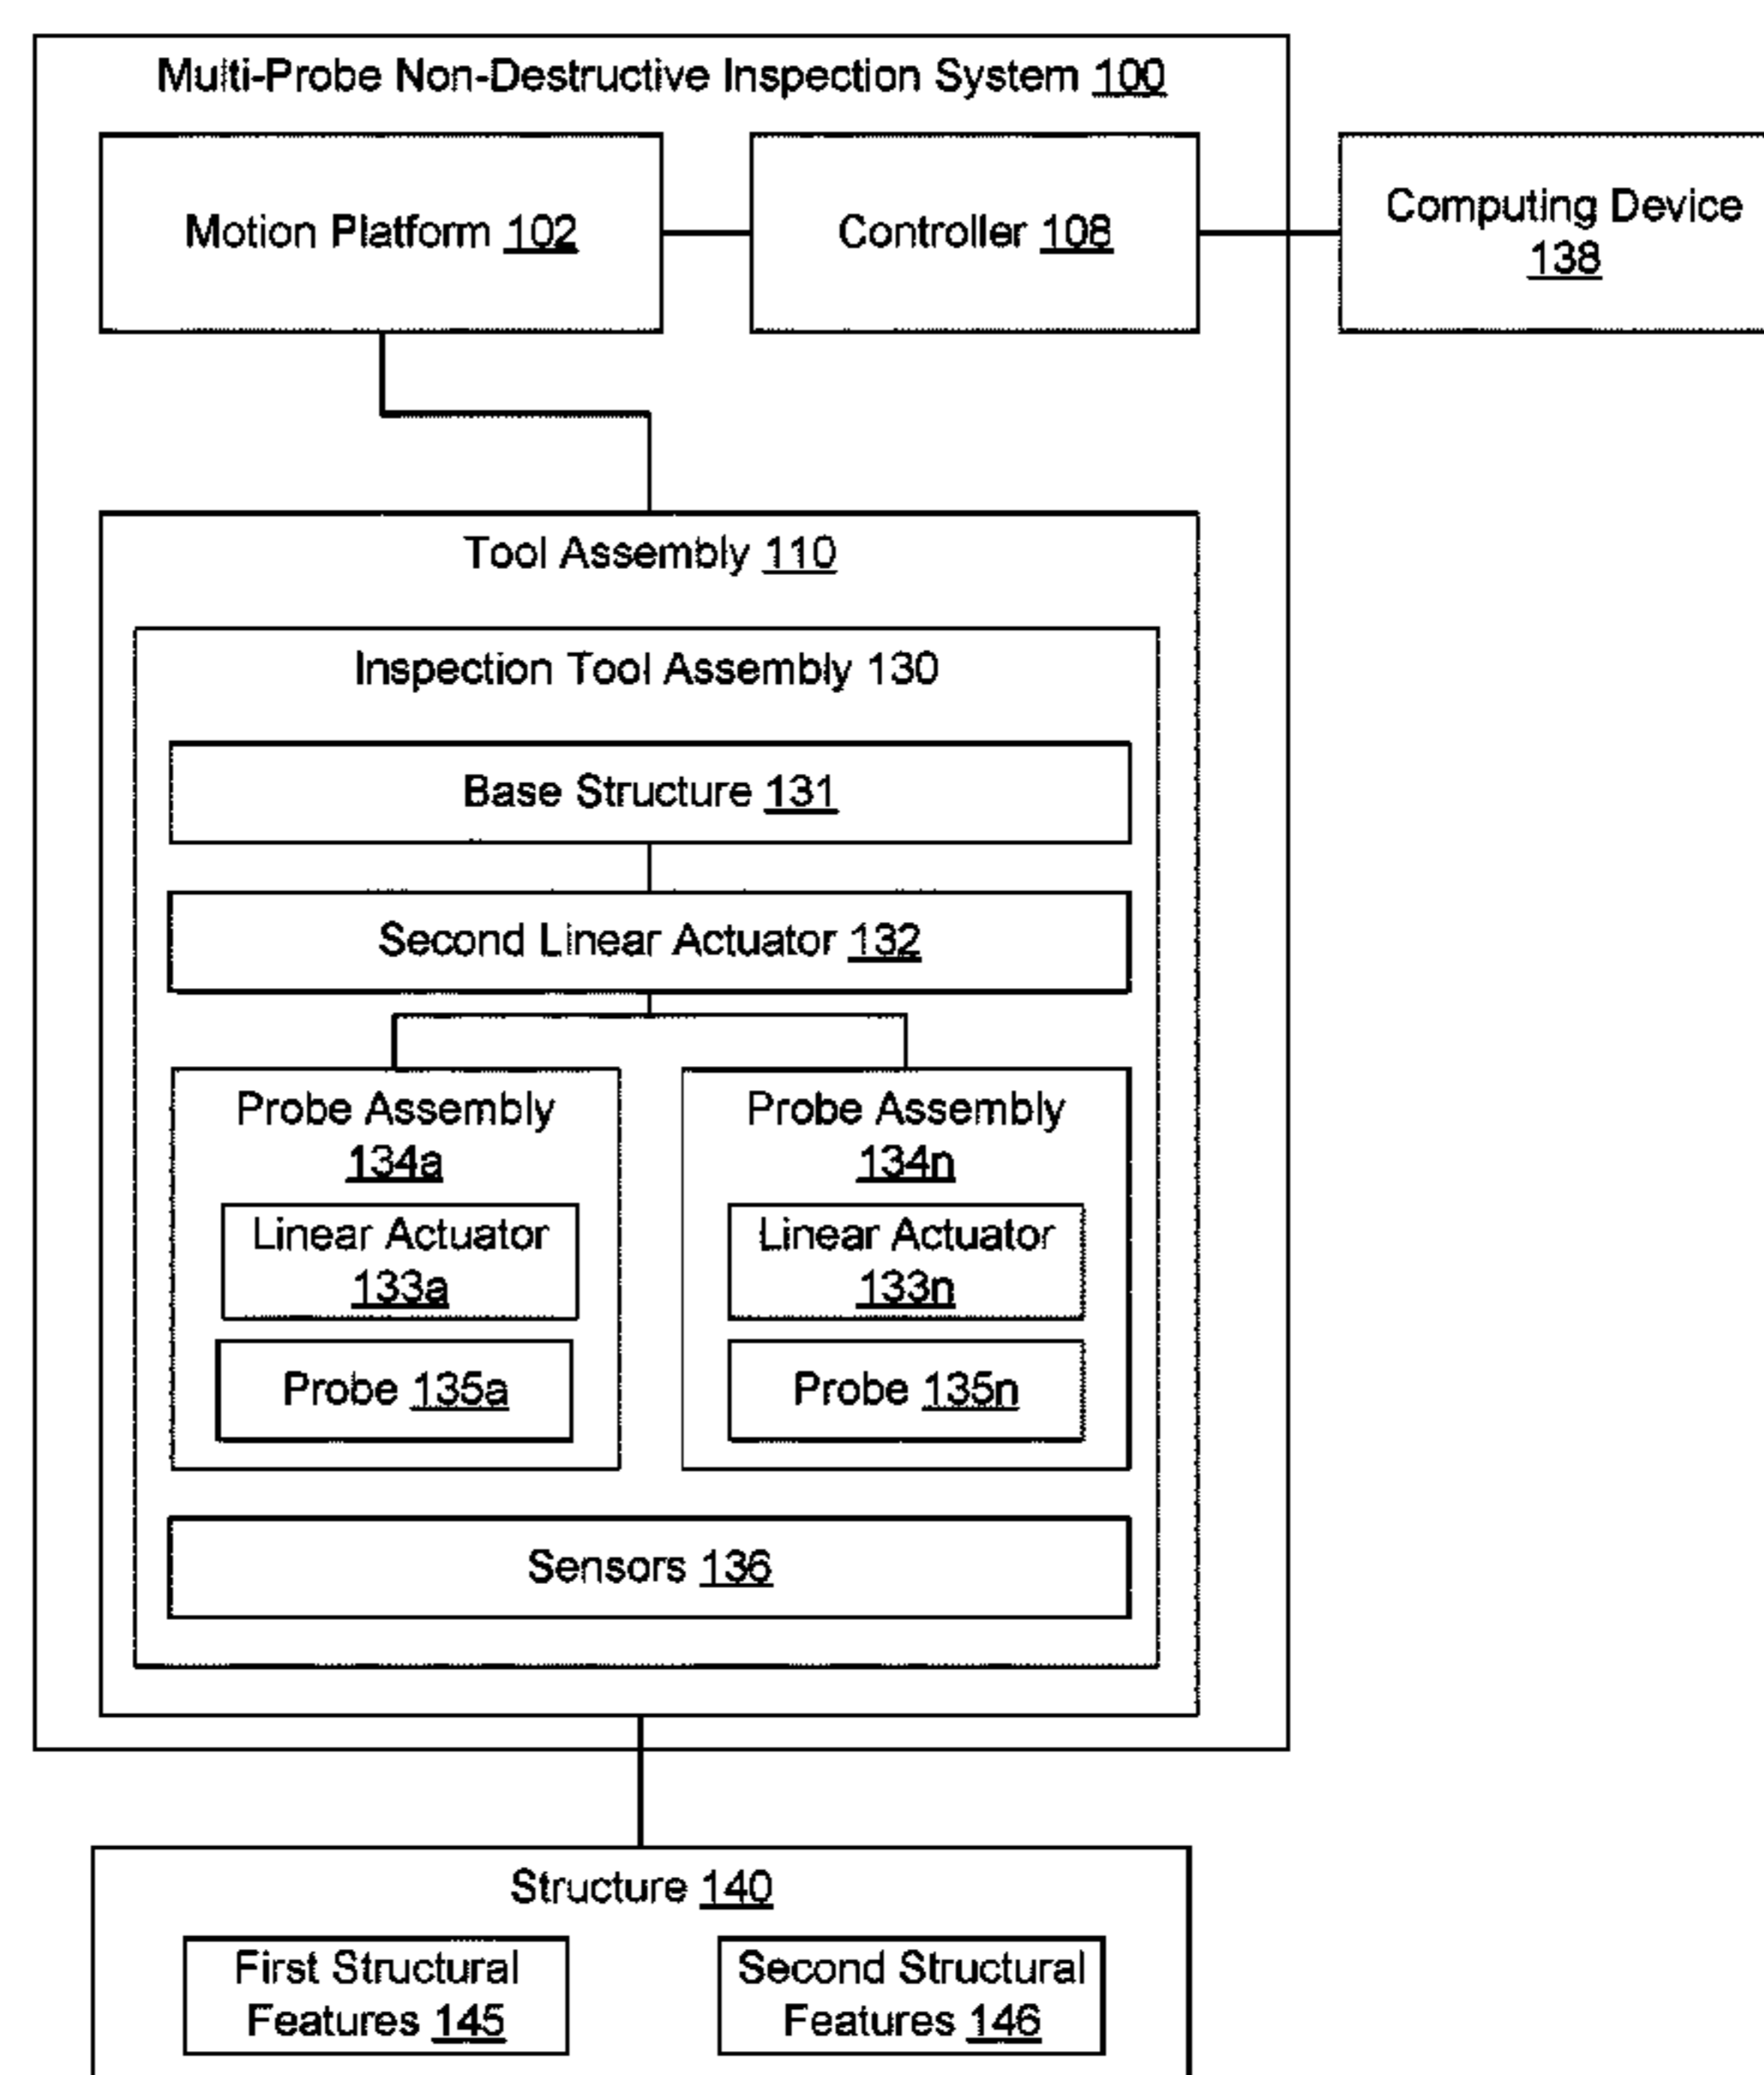 Multi-Probe Non-Destructive Inspection System 100
Motion Platform 102
Controller 108
Computing Device
138
Tool Assembly 110
Inspection Tool Assembly 130
Base Structure 131
Second Linear Actuator 132
Probe Assembly
134a
Linear Actuator
133a
Probe 135a
Probe Assembly
134n
Linear Actuator
133n
Probe 135n
Sensors 136
Structure 140
First Structural
Features 145
Second Structural
Features 146